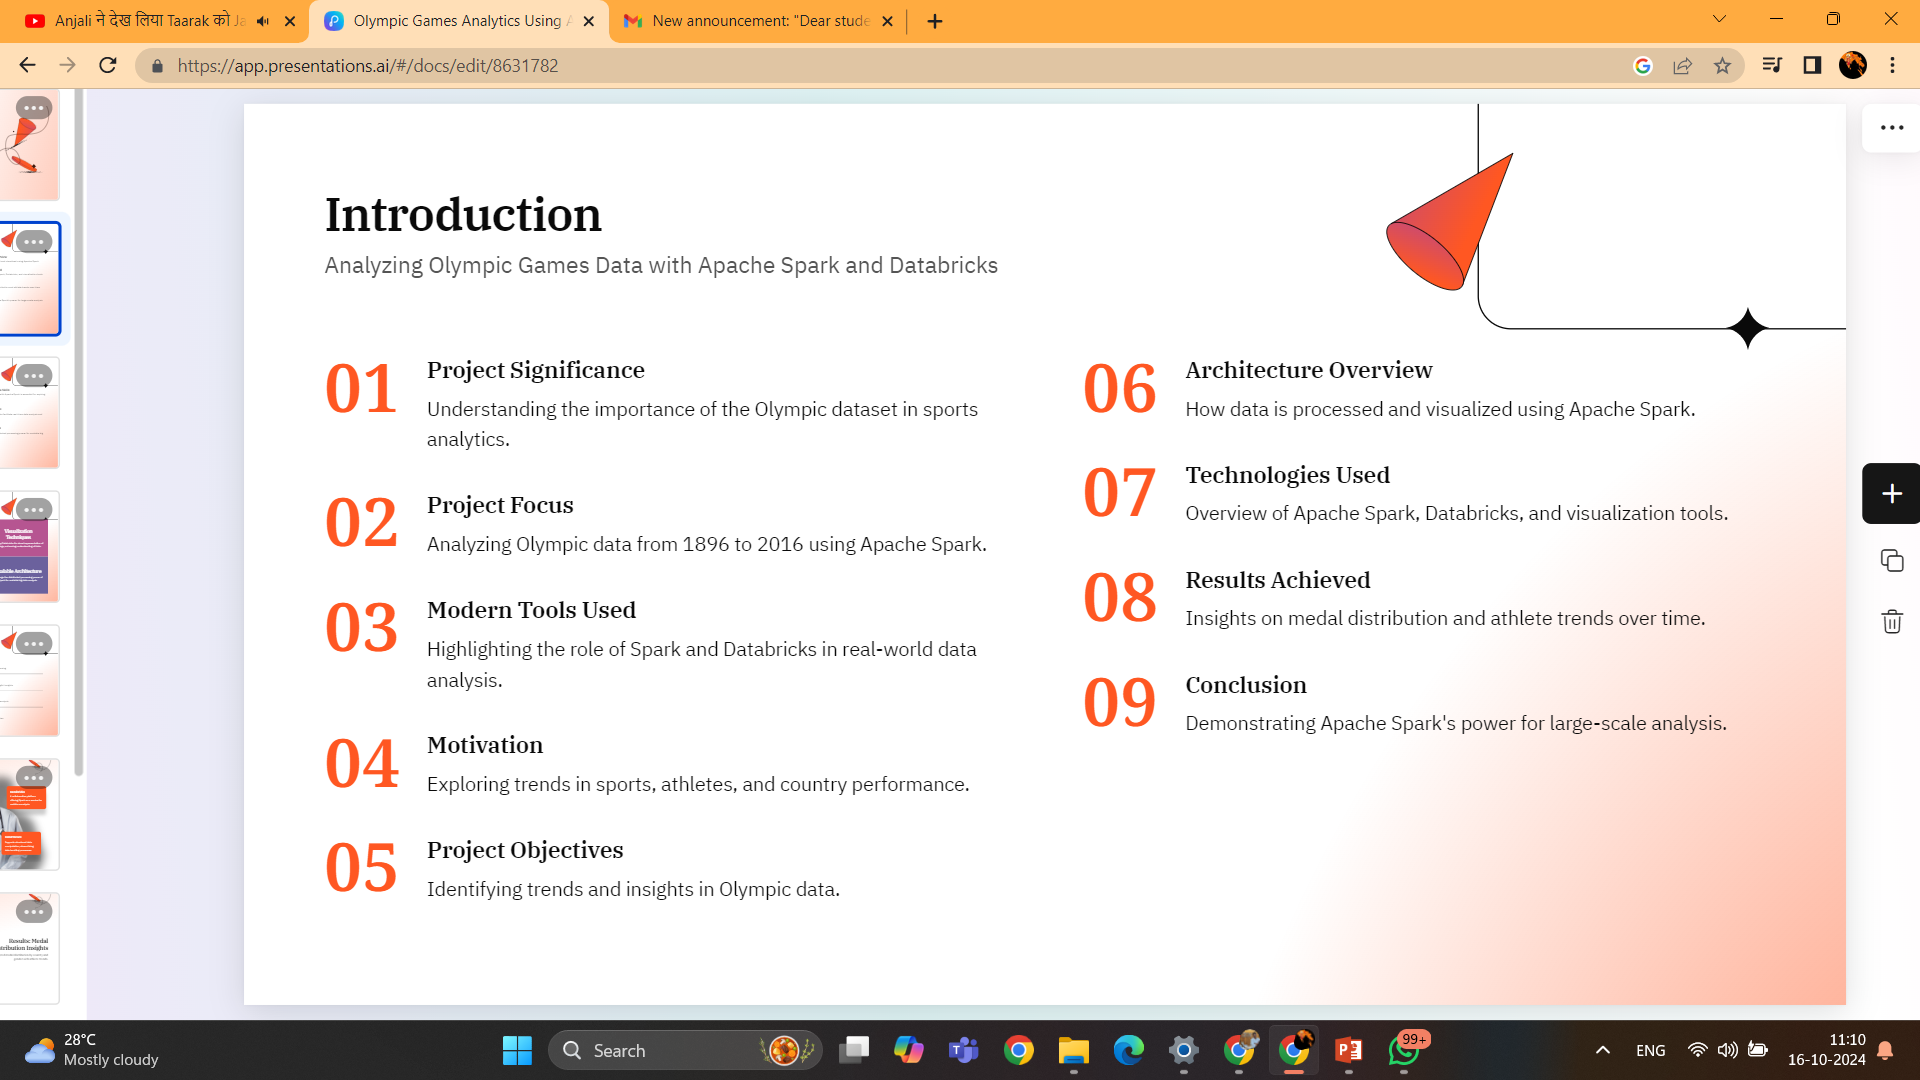 Anjali ने देख लिया Taarak को Ja
Olympic Games Analytics Using A
New announcement: "Dear stude
https://app.presentations.ai/#/docs/edit/8631782
Introduction
Analyzing Olympic Games Data with Apache Spark and Databricks
01 Project Significance
Understanding the importance of the Olympic dataset in sports
analytics.
02 Project Focus
Analyzing Olympic data from 1896 to 2016 using Apache Spark.
03 Modern Tools Used
Highlighting the role of Spark and Databricks in real-world data
analysis.
04 Motivation
Exploring trends in sports, athletes, and country performance.
05 Project Objectives
Identifying trends and insights in Olympic data.
06 Architecture Overview
How data is processed and visualized using Apache Spark.
07 Technologies Used
Overview of Apache Spark, Databricks, and visualization tools.
08 Results Achieved
Insights on medal distribution and athlete trends over time.
09 Conclusion
Demonstrating Apache Spark's power for large-scale analysis.
Visualization
Techniques
Architecture
Results: Medal
Insights
28°C
Mostly cloudy
Search
99+
ENG
11:10
16-10-2024